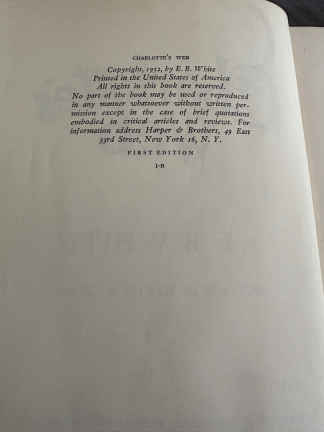 CHARLOTTE'S WEB
Copyright, 1952, by E. B. White
Printed in the United States of America
All rights in this book are reserved.
No part of the book may be used or reproduced
in any manner whatsoever without written per-
mission except in the case of brief quotations
embodied in critical articles and reviews. For
information address Harper & Brothers, 49 East
33rd Street, New York 16, N. Y.
FIRST EDITION